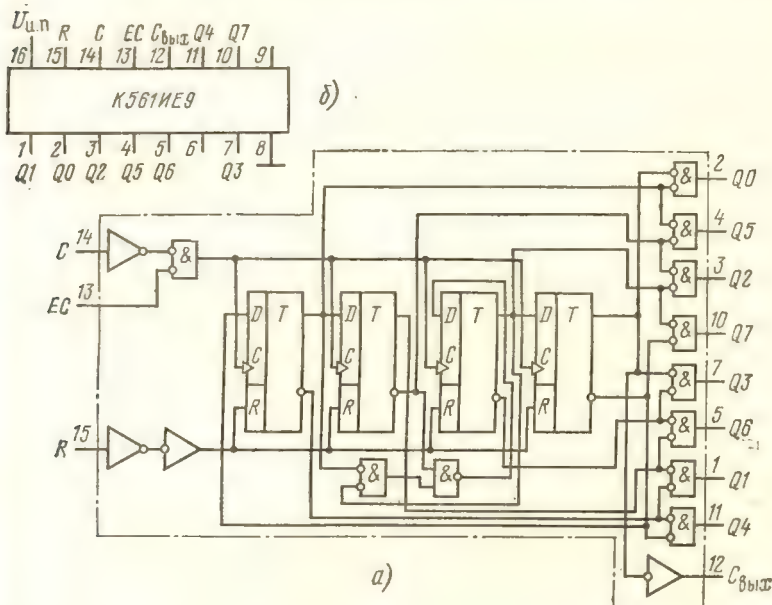 U и.п R C EC Cвых Q4 Q7
16 15 14 13 12 11 10 9
К561ИЕ9
б)
1 2 3 4 5 6 7 8
Q1 Q0 Q2 Q5 Q6 Q3
& 2 Q0
& 4 Q5
C 14 &
& 3 Q2
EC 13
& 10 Q7
D T D T T D T
C C C C
& 7 Q3
R R R R
& 5 Q6
R 15
& &
& 1 Q1
& 11 Q4
а)
12 Cвых